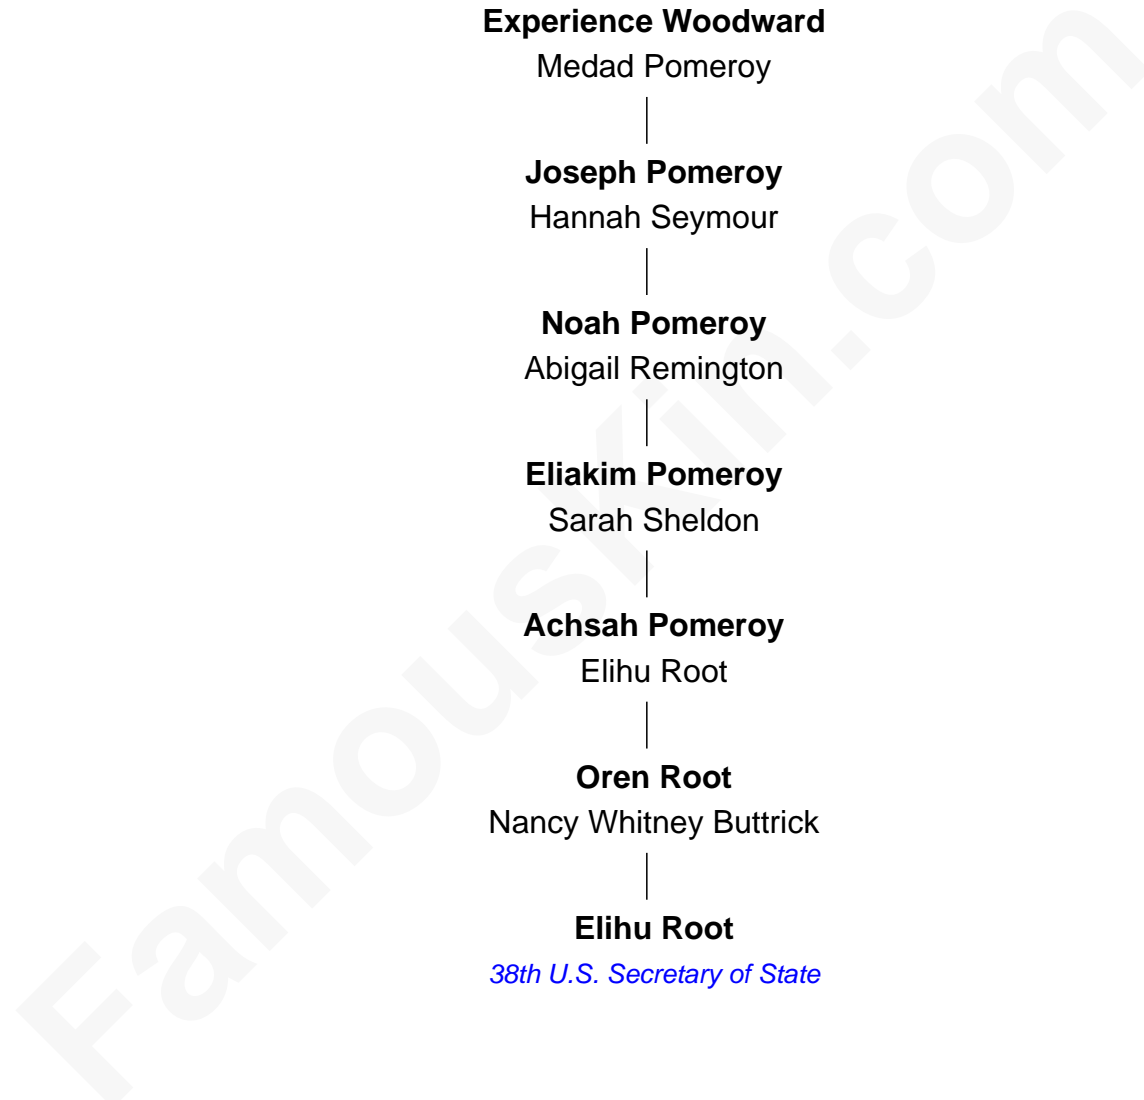 Experience Woodward
Medad Pomeroy
Joseph Pomeroy
Hannah Seymour
Noah Pomeroy
Abigail Remington
Eliakim Pomeroy
Sarah Sheldon
Achsah Pomeroy
Elihu Root
Oren Root
Nancy Whitney Buttrick
Elihu Root
38th U.S. Secretary of State
FamousKin.com